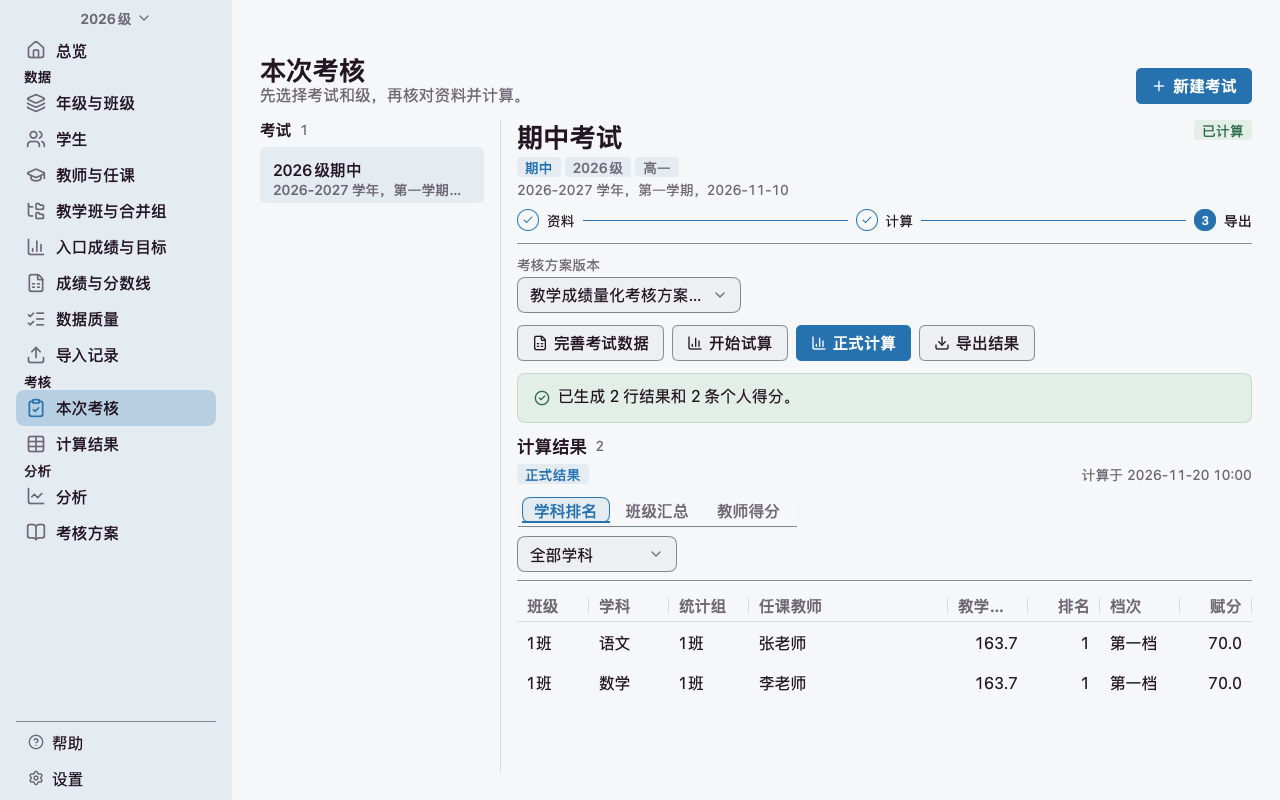 2026级
总览
数据
年级与班级
学生
教师与任课
教学班与合并组
入口成绩与目标
成绩与分数线
数据质量
导入记录
考核
本次考核
计算结果
分析
分析
考核方案
帮助
设置
本次考核
先选择考试和级，再核对资料并计算。
新建考试
考试 1
2026级期中
2026-2027 学年，第一学期...
期中考试
已计算
期中 2026级 高一
2026-2027 学年，第一学期，2026-11-10
资料 计算 3 导出
考核方案版本
教学成绩量化考核方案...
完善考试数据 开始试算 正式计算 导出结果
已生成 2 行结果和 2 条个人得分。
计算结果 2
正式结果 计算于 2026-11-20 10:00
学科排名 班级汇总 教师得分
全部学科
班级 学科 统计组 任课教师 教学... 排名 档次 赋分
1班 语文 1班 张老师 163.7 1 第一档 70.0
1班 数学 1班 李老师 163.7 1 第一档 70.0